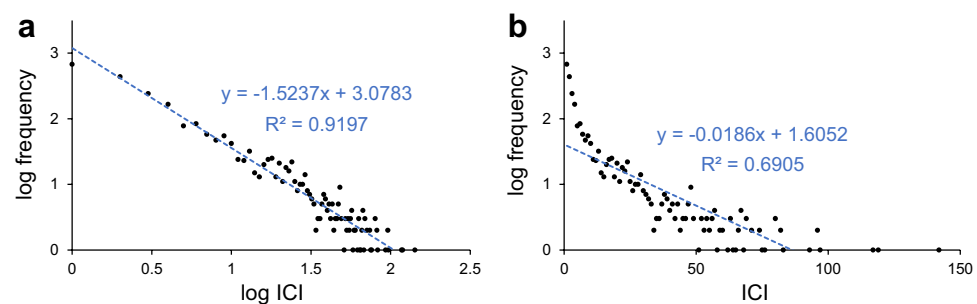 a
3
2
1
0
0
0.5
1
1.5
2
2.5
log frequency
log ICI
y = -1.5237x + 3.0783
R² = 0.9197
b
3
2
1
0
0
50
100
150
log frequency
ICI
y = -0.0186x + 1.6052
R² = 0.6905